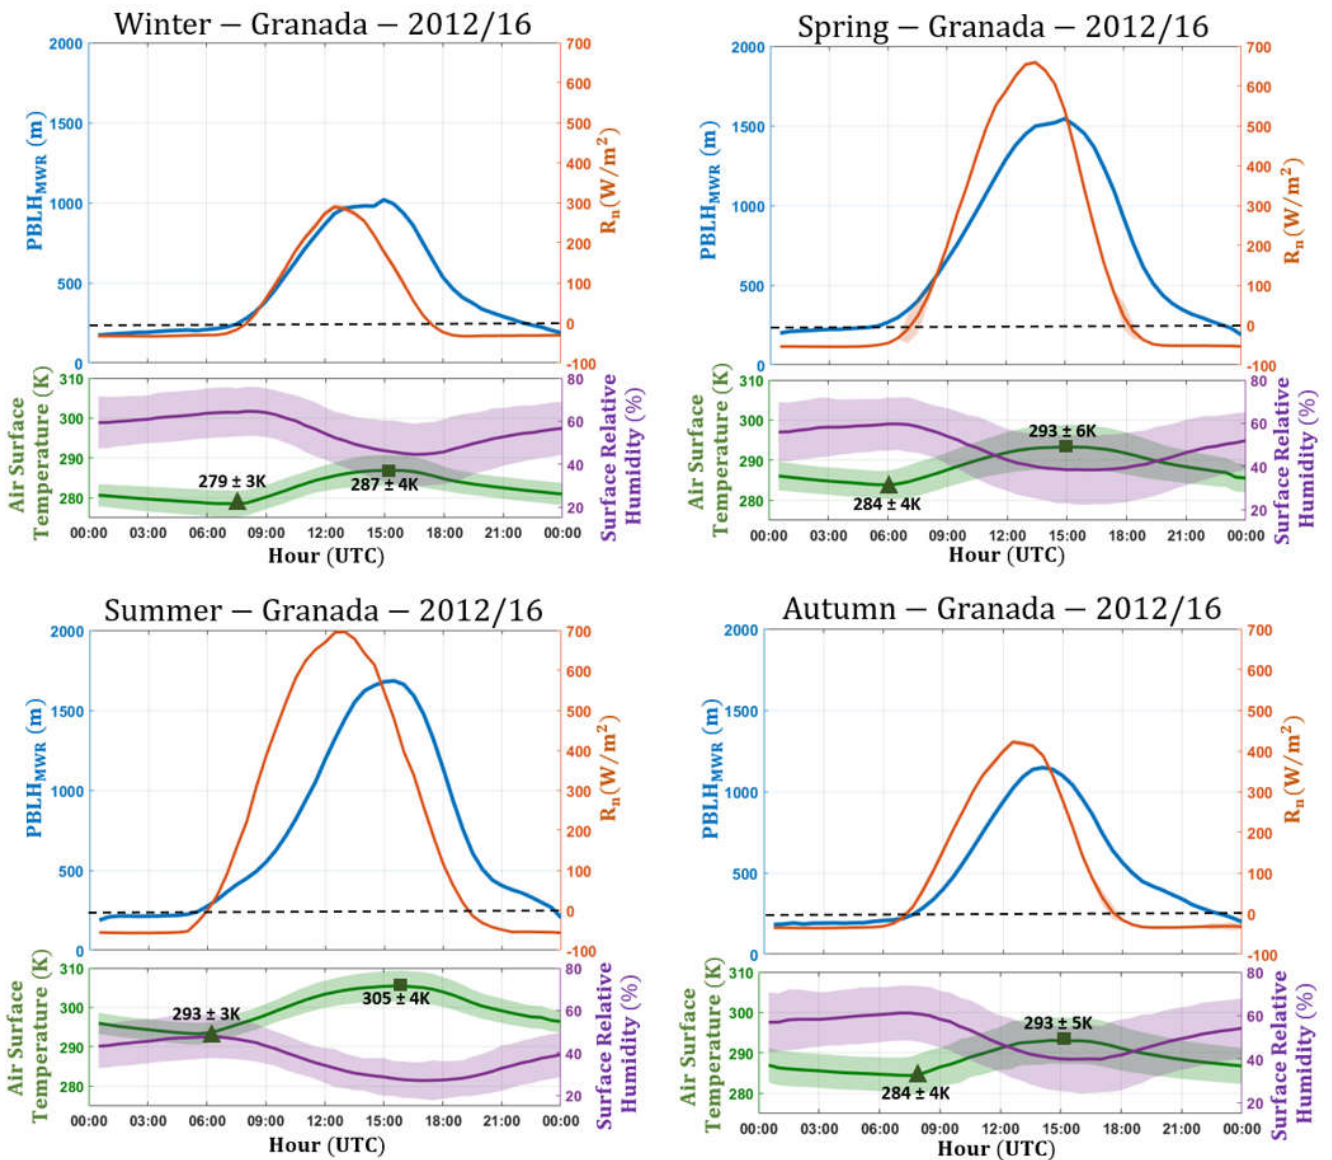 Winter – Granada – 2012/16
2000
1500
1000
500
0
PBLH_MWR (m)
700
600
500
400
300
200
100
0
-100
R_n(W/m²)
310
300
290
280
Air Surface
Temperature (K)
80
60
40
20
Surface Relative
Humidity (%)
279 ± 3K
287 ± 4K
00:00 03:00 06:00 09:00 12:00 15:00 18:00 21:00 00:00
Hour (UTC)
Spring – Granada – 2012/16
2000
1500
1000
500
0
PBLH_MWR (m)
700
600
500
400
300
200
100
0
-100
R_n(W/m²)
310
300
290
280
Air Surface
Temperature (K)
80
60
40
20
Surface Relative
Humidity (%)
293 ± 6K
284 ± 4K
00:00 03:00 06:00 09:00 12:00 15:00 18:00 21:00 00:00
Hour (UTC)
Summer – Granada – 2012/16
2000
1500
1000
500
0
PBLH_MWR (m)
700
600
500
400
300
200
100
0
-100
R_n(W/m²)
310
300
290
280
Air Surface
Temperature (K)
80
60
40
20
Surface Relative
Humidity (%)
293 ± 3K
305 ± 4K
00:00 03:00 06:00 09:00 12:00 15:00 18:00 21:00 00:00
Hour (UTC)
Autumn – Granada – 2012/16
2000
1500
1000
500
0
PBLH_MWR (m)
700
600
500
400
300
200
100
0
-100
R_n(W/m²)
310
300
290
280
Air Surface
Temperature (K)
80
60
40
20
Surface Relative
Humidity (%)
293 ± 5K
284 ± 4K
00:00 03:00 06:00 09:00 12:00 15:00 18:00 21:00 00:00
Hour (UTC)